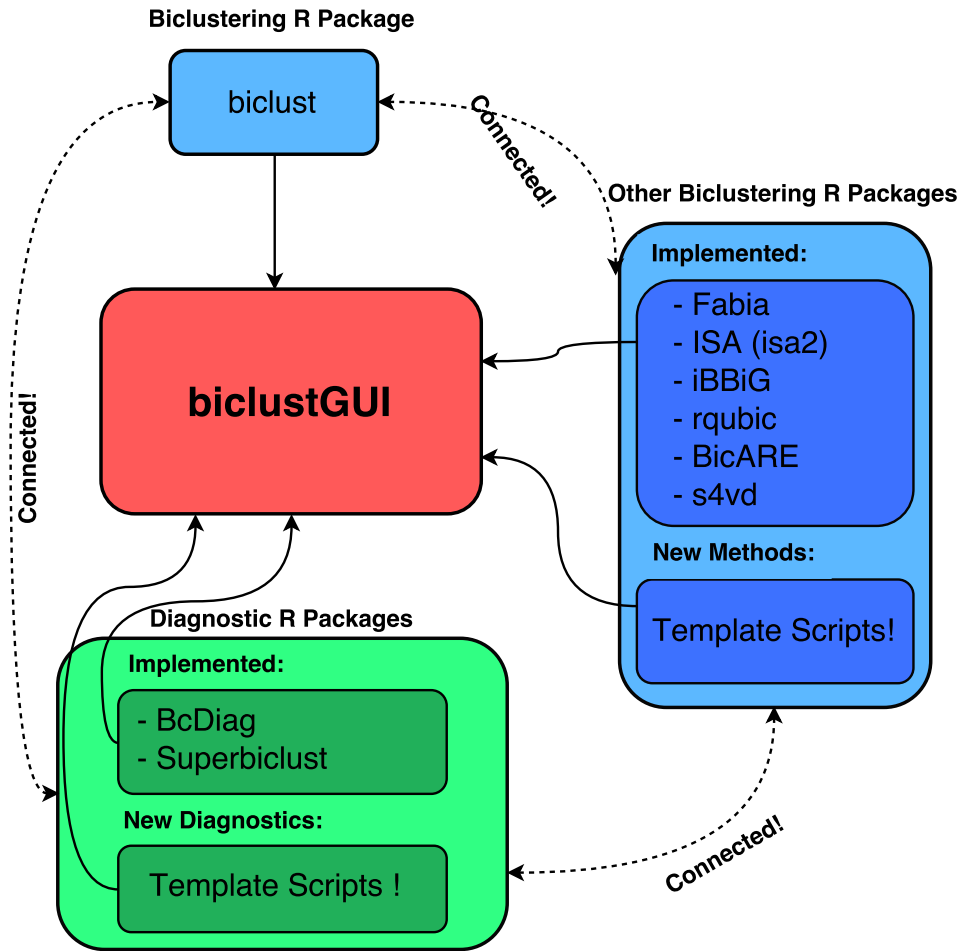 Biclustering R Package
biclust
Connected!
Other Biclustering R Packages
Implemented:
- Fabia
- ISA (isa2)
- iBBiG
- rqubic
- BicARE
- s4vd
New Methods:
Template Scripts!
biclustGUI
Connected!
Diagnostic R Packages
Implemented:
- BcDiag
- Superbiclust
New Diagnostics:
Template Scripts !
Connected!